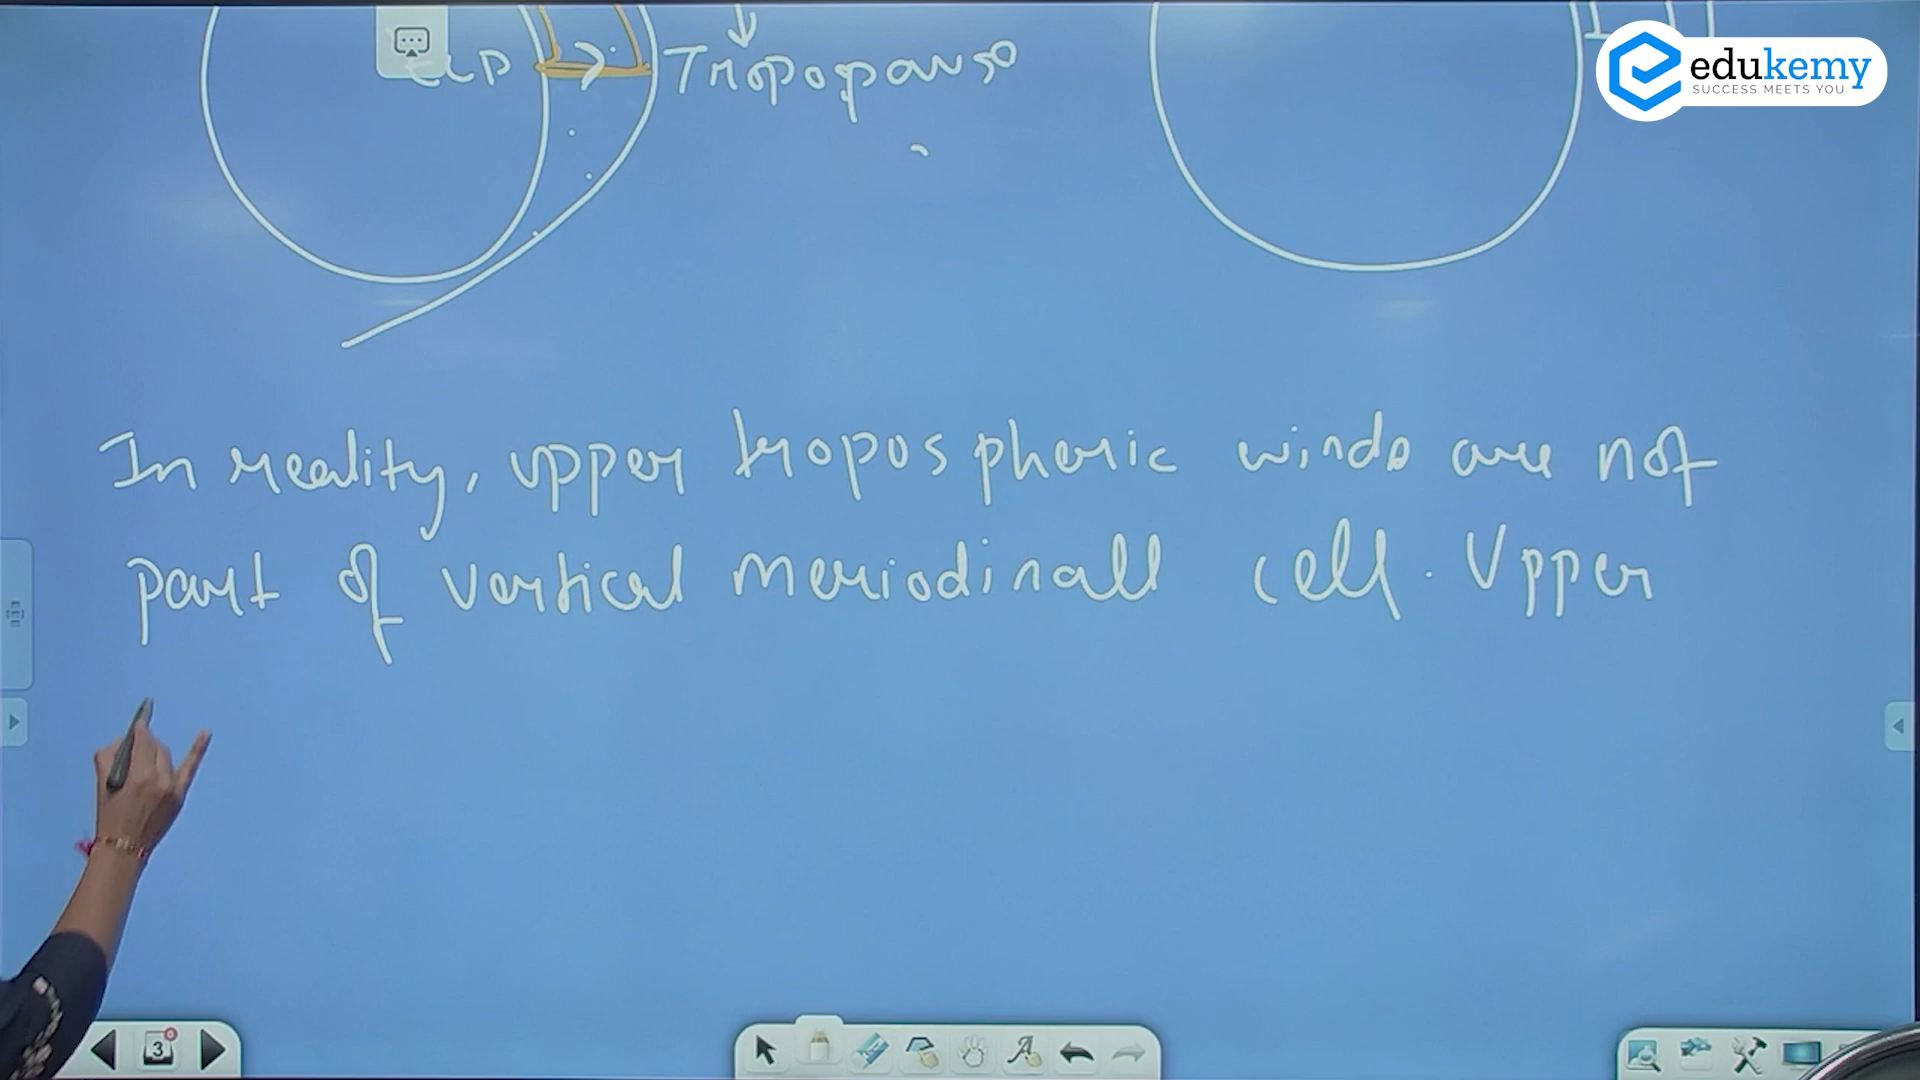 Tropopause
edukemy
SUCCESS MEETS YOU
In reality, upper tropospheric winds are not
part of vertical meriodinall cell. Upper
3